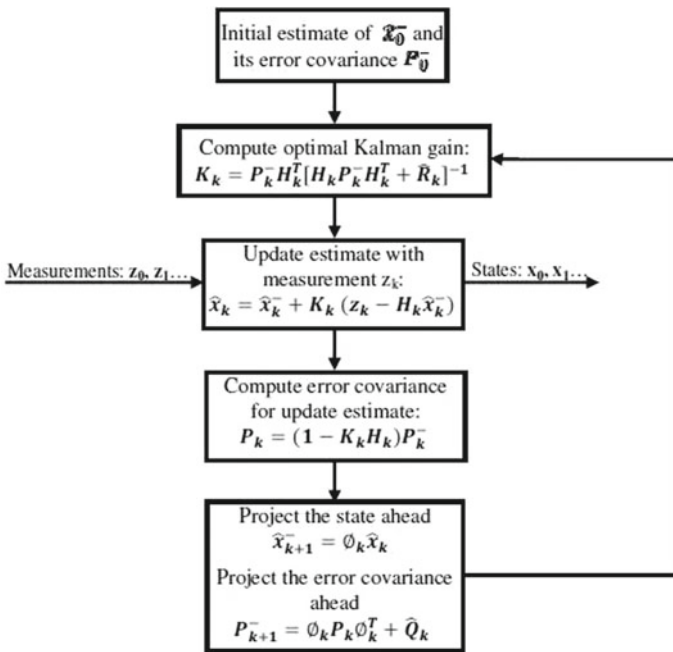 Initial estimate of x̂₀⁻ and
its error covariance P₀⁻
Compute optimal Kalman gain:
Kₖ = Pₖ⁻Hₖᵀ[HₖPₖ⁻Hₖᵀ + R̂ₖ]⁻¹
Measurements: z₀, z₁...
Update estimate with
measurement zₖ:
x̂ₖ = x̂ₖ⁻ + Kₖ (zₖ − Hₖx̂ₖ⁻)
States: x₀, x₁...
Compute error covariance
for update estimate:
Pₖ = (1 − KₖHₖ)Pₖ⁻
Project the state ahead
x̂ₖ₊₁⁻ = ∅ₖx̂ₖ
Project the error covariance
ahead
Pₖ₊₁⁻ = ∅ₖPₖ∅ₖᵀ + Q̂ₖ